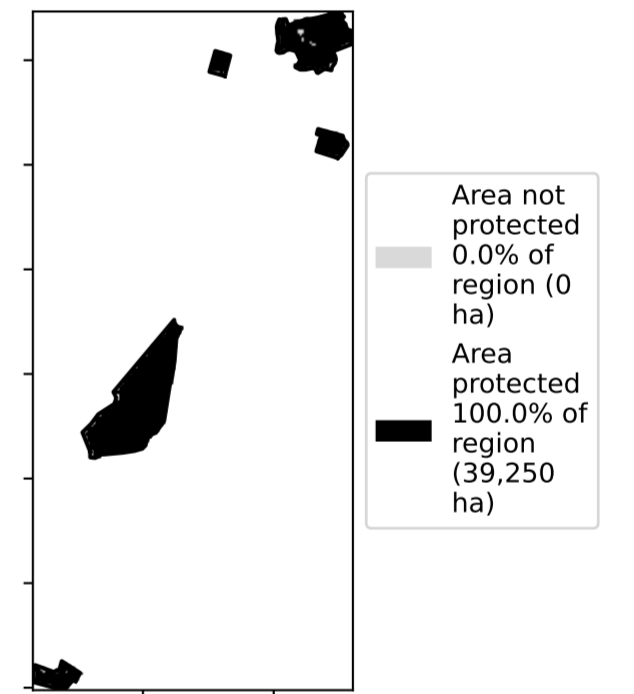 Area not
protected
0.0% of
region (0
ha)
Area
protected
100.0% of
region
(39,250
ha)